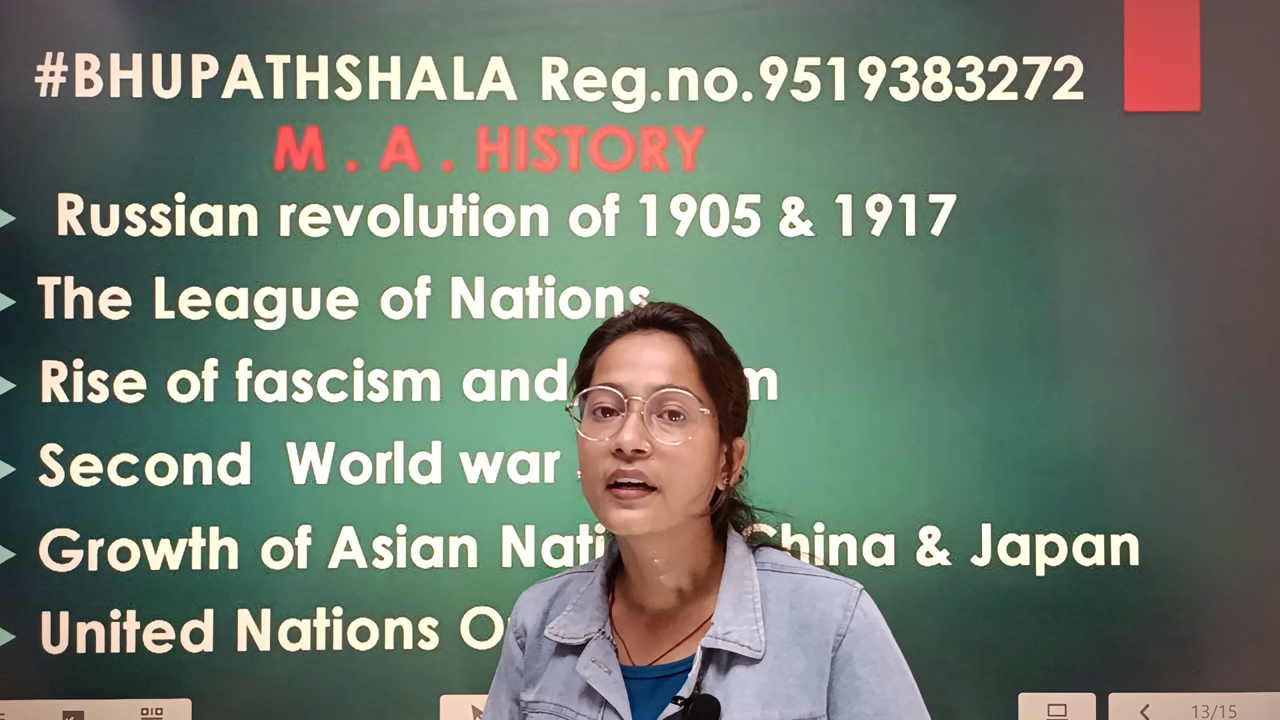 #BHUPATHSHALA Reg.no.9519383272
M . A . HISTORY
Russian revolution of 1905 & 1917
The League of Nations
Rise of fascism and
Second World war
Growth of Asian China & Japan
United Nations
13/15